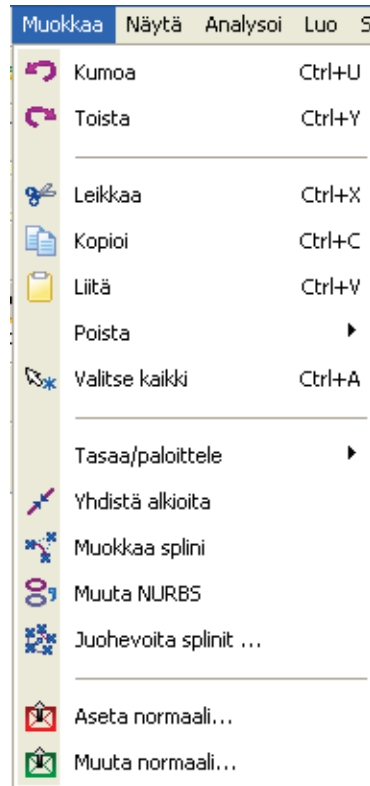 Muokkaa Näytä Analysoi Luo S
Kumoa Ctrl+U
Toista Ctrl+Y
Leikkaa Ctrl+X
Kopioi Ctrl+C
Liitä Ctrl+V
Poista
Valitse kaikki Ctrl+A
Tasaa/paloittele
Yhdistä alkioita
Muokkaa splini
Muuta NURBS
Juohevoita splinit ...
Aseta normaali...
Muuta normaali...